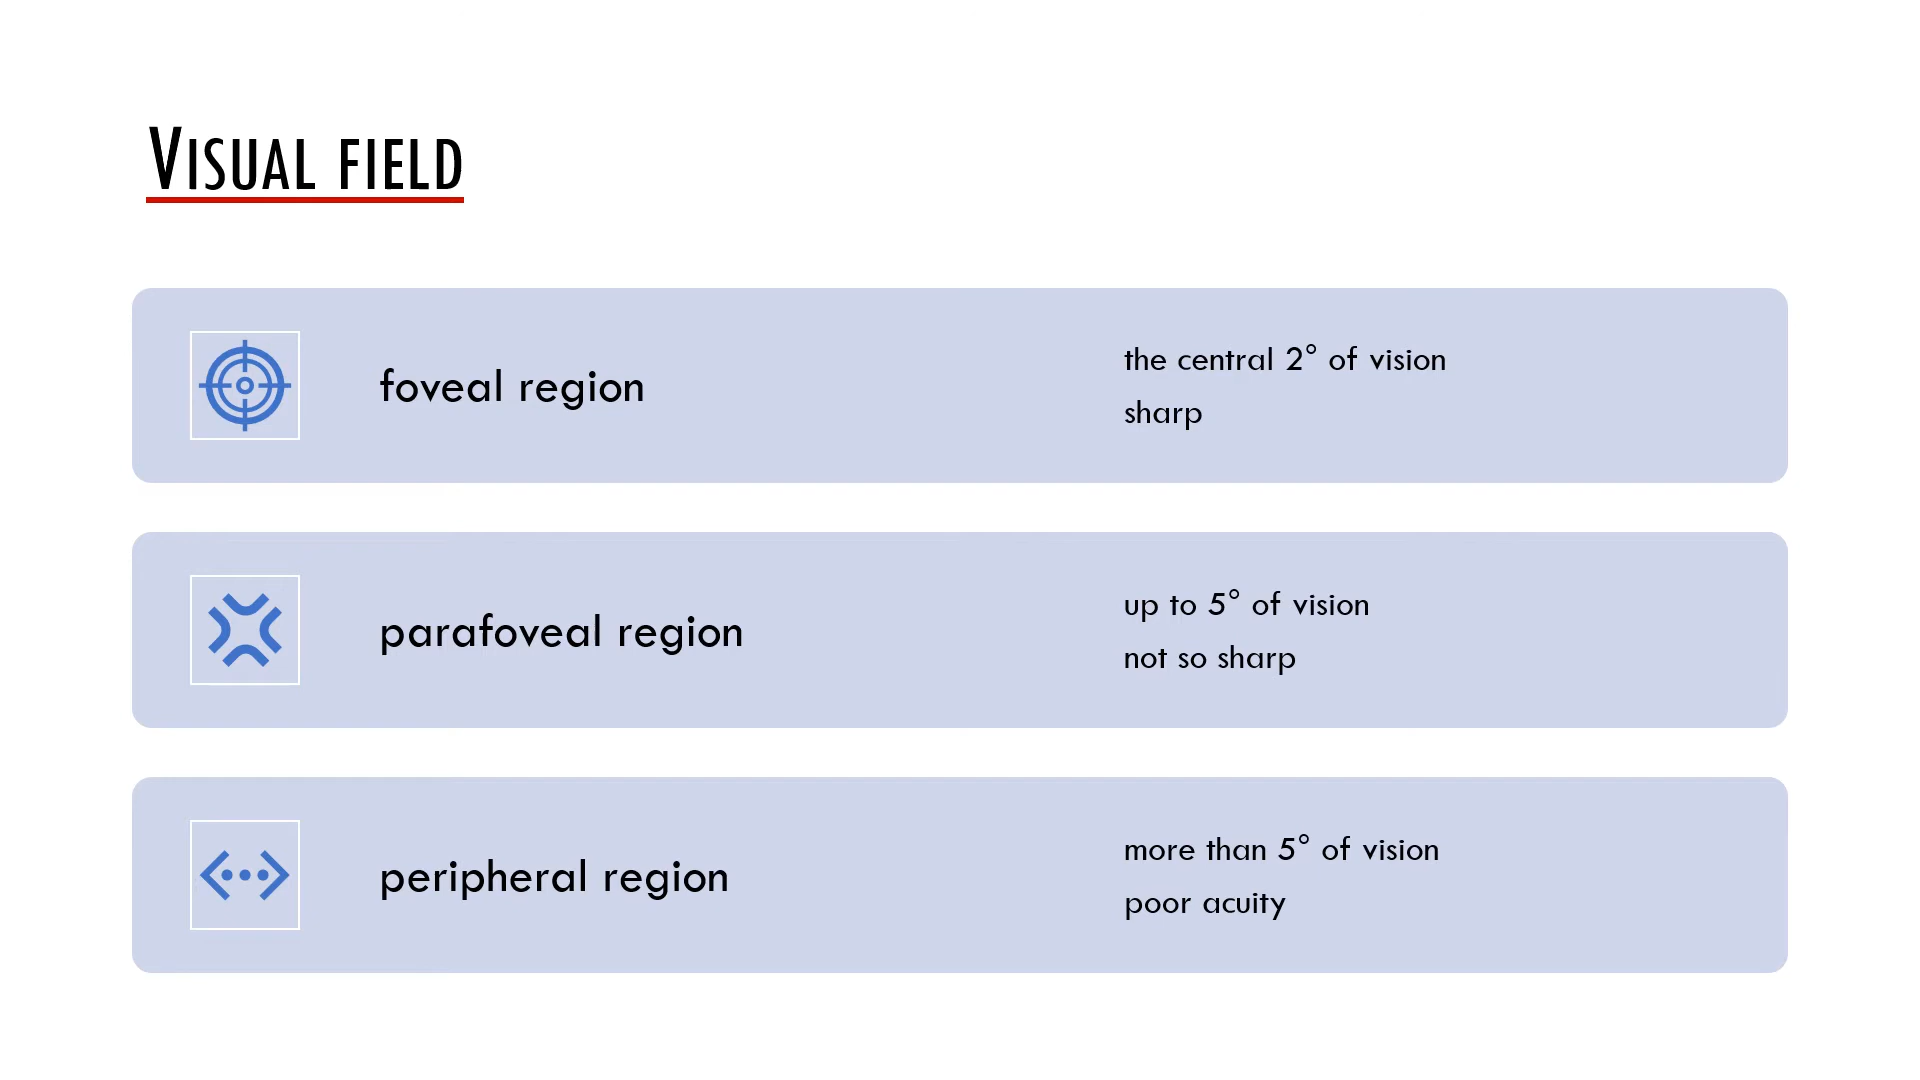 Visual field
foveal region
the central 2° of vision
sharp
parafoveal region
up to 5° of vision
not so sharp
peripheral region
more than 5° of vision
poor acuity